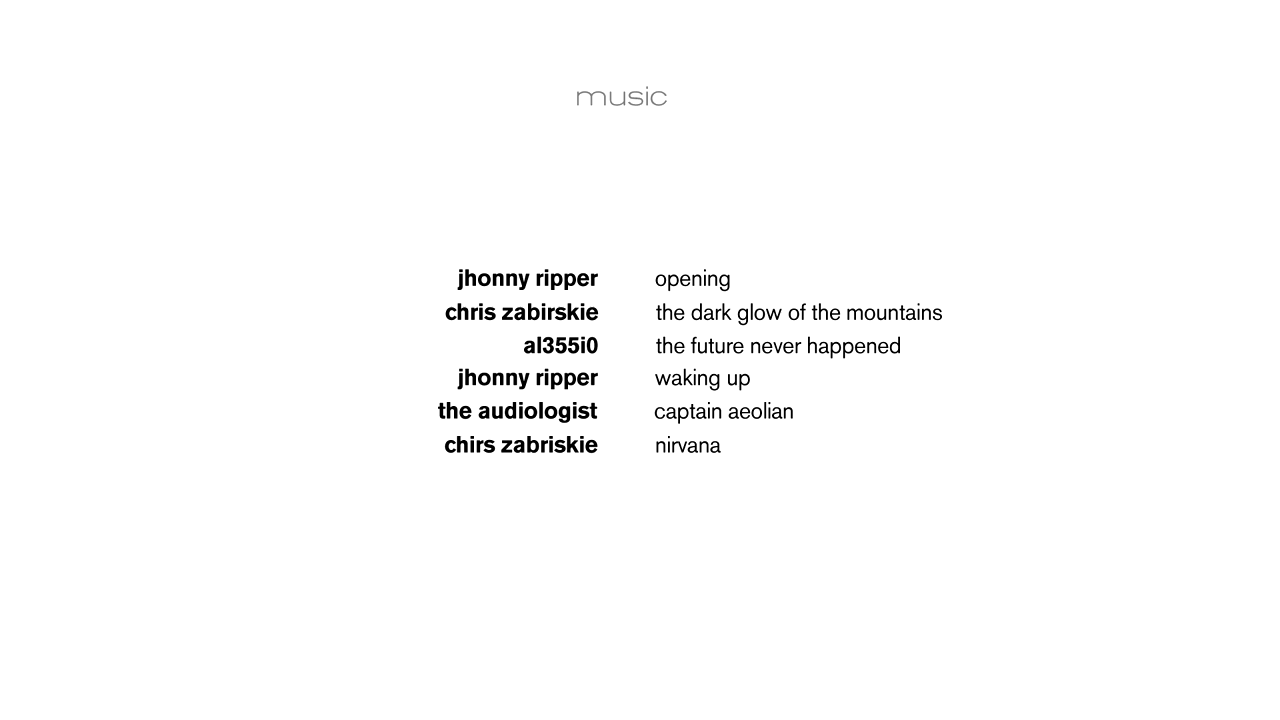 music
jhonny ripper opening
chris zabirskie the dark glow of the mountains
al355i0 the future never happened
jhonny ripper waking up
the audiologist captain aeolian
chirs zabriskie nirvana